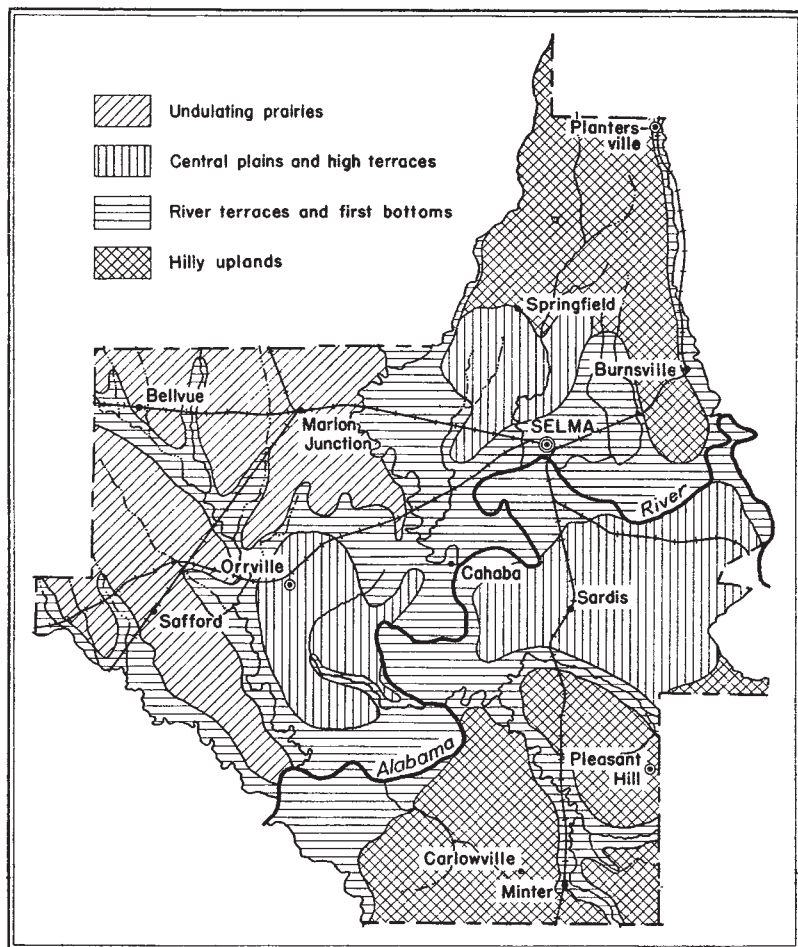 Undulating prairies
Central plains and high terraces
River terraces and first bottoms
Hilly uplands
Planters-
ville
Springfield
Burnsville
Bellvue
Marion
Junction
SELMA
River
Orrville
Cahaba
Safford
Sardis
Alabama
Pleasant
Hill
Carlowville
Minter